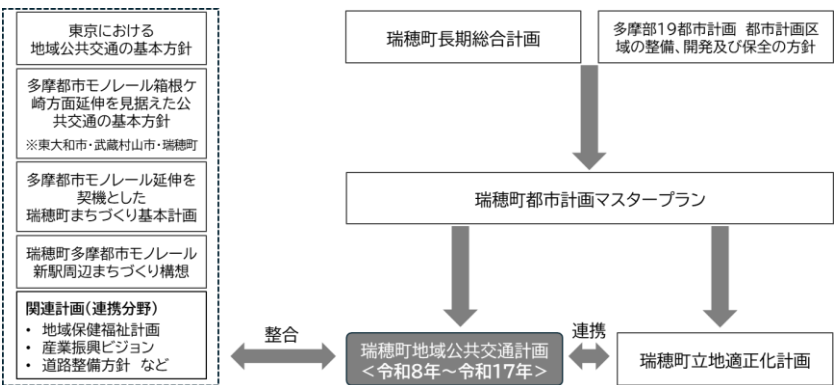 東京における
地域公共交通の基本方針
多摩都市モノレール箱根ケ
崎方面延伸を見据えた公
共交通の基本方針
※東大和市・武蔵村山市・瑞穂町
多摩都市モノレール延伸を
契機とした
瑞穂町まちづくり基本計画
瑞穂町多摩都市モノレール
新駅周辺まちづくり構想
関連計画(連携分野)
• 地域保健福祉計画
• 産業振興ビジョン
• 道路整備方針 など
瑞穂町長期総合計画
多摩部19都市計画 都市計画区
域の整備、開発及び保全の方針
瑞穂町都市計画マスタープラン
整合
瑞穂町地域公共交通計画
<令和8年~令和17年>
連携
瑞穂町立地適正化計画